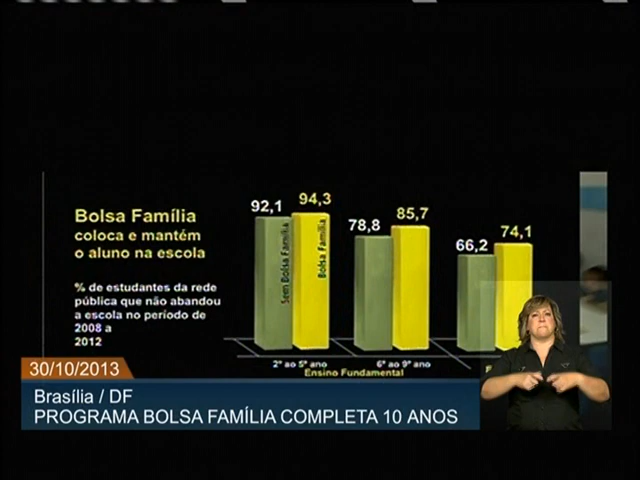 Bolsa Família
coloca e mantém
o aluno na escola
% de estudantes da rede
pública que não abandou
a escola no período de
2008 a
2012
92,1 94,3
78,8 85,7
66,2 74,1
Sem Bolsa Família
Bolsa Família
2º ao 5º ano 6º ao 9º ano
Ensino Fundamental
30/10/2013
Brasília / DF
PROGRAMA BOLSA FAMÍLIA COMPLETA 10 ANOS